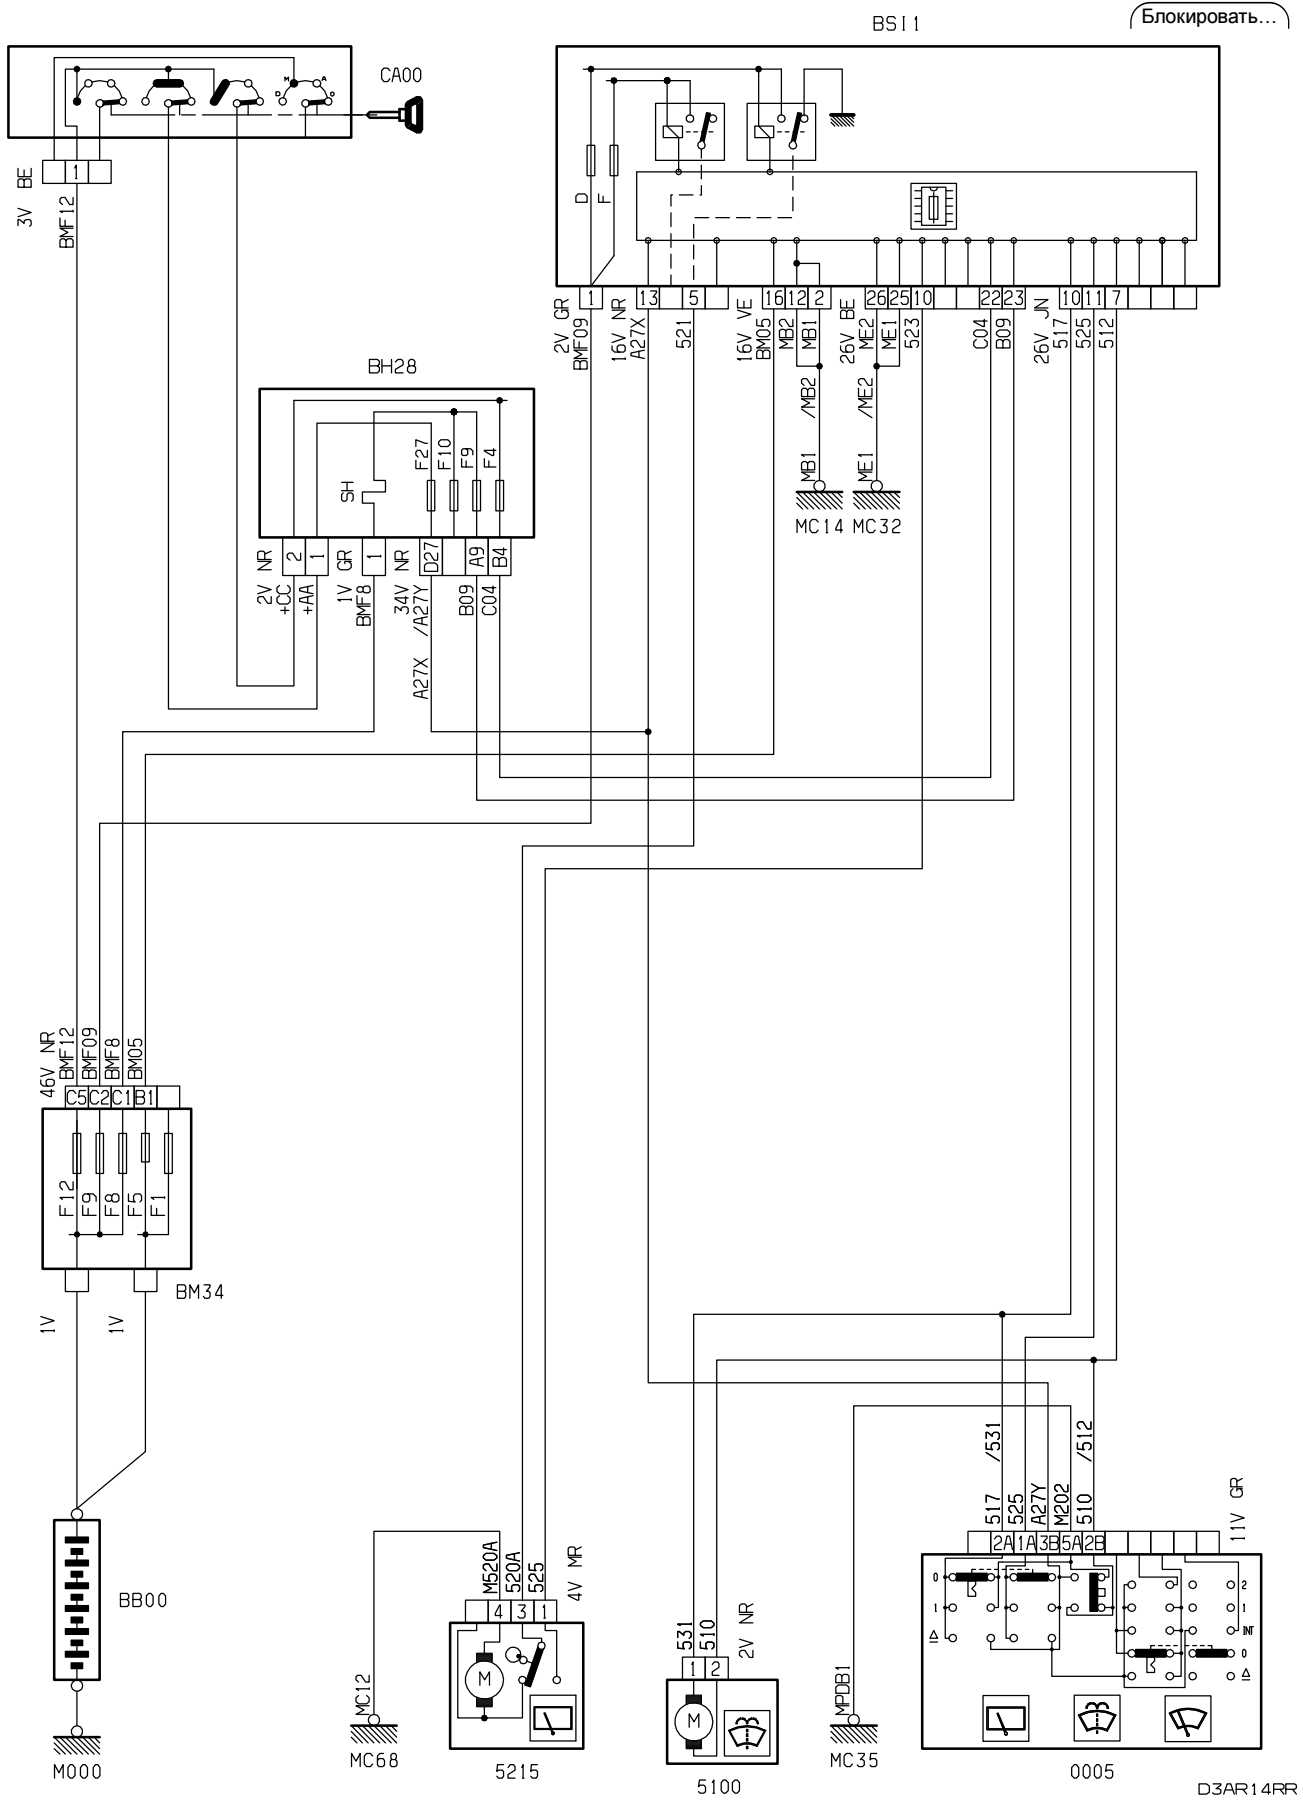 Блокировать...
BSI1
CA00
M
A
D
O
3V BE
1
BMF12
D
F
1
13
5
16
12
2
26
25
10
22
23
10
11
7
2V GR
BMF09
16V NR
A27X
521
16V VE
BM05
MB2
MB1
26V BE
ME2
ME1
523
C04
B09
26V JN
517
525
512
/MB2
/ME2
MB1
ME1
MC14
MC32
BH28
SH
F27
F10
F9
F4
2
1
1
D27
A9
B4
2V NR
+CC
+AA
1V GR
BMF8
34V NR
/A27Y
A27X
B09
C04
46V NR
BMF12
BMF09
BMF8
BM05
C5
C2
C1
B1
F12
F9
F8
F5
F1
BM34
1V
1V
BB00
M000
MC12
MC68
M520A
520A
525
4V MR
4
3
1
M
5215
531
510
2V NR
1
2
M
5100
MPDB1
MC35
/531
/512
517
525
A27Y
M202
510
11V GR
2A
1A
3B
5A
2B
0
1
2
1
INT
0
0005
D3AR14RR